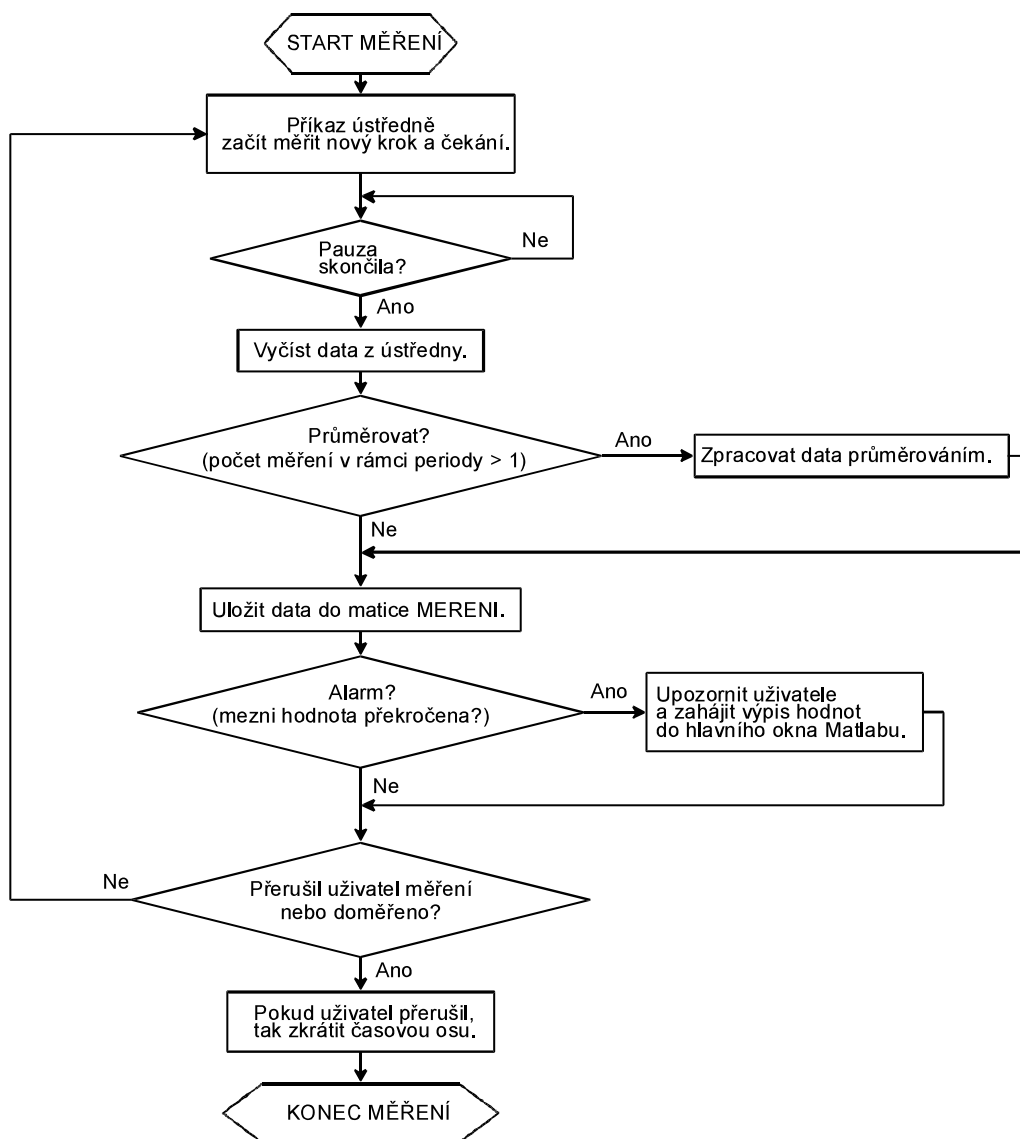 START MĚŘENÍ
Příkaz ústředně
začít měřit nový krok a čekání.
Pauza
skončila?
Ne
Ano
Vyčíst data z ústředny.
Průměrovat?
(počet měření v rámci periody > 1)
Ano
Zpracovat data průměrováním.
Ne
Uložit data do matice MERENI.
Alarm?
(mezni hodnota překročena?)
Ano
Upozornit uživatele
a zahájit výpis hodnot
do hlavního okna Matlabu.
Ne
Přerušil uživatel měření
nebo doměřeno?
Ne
Ano
Pokud uživatel přerušil,
tak zkrátit časovou osu.
KONEC MĚŘENÍ